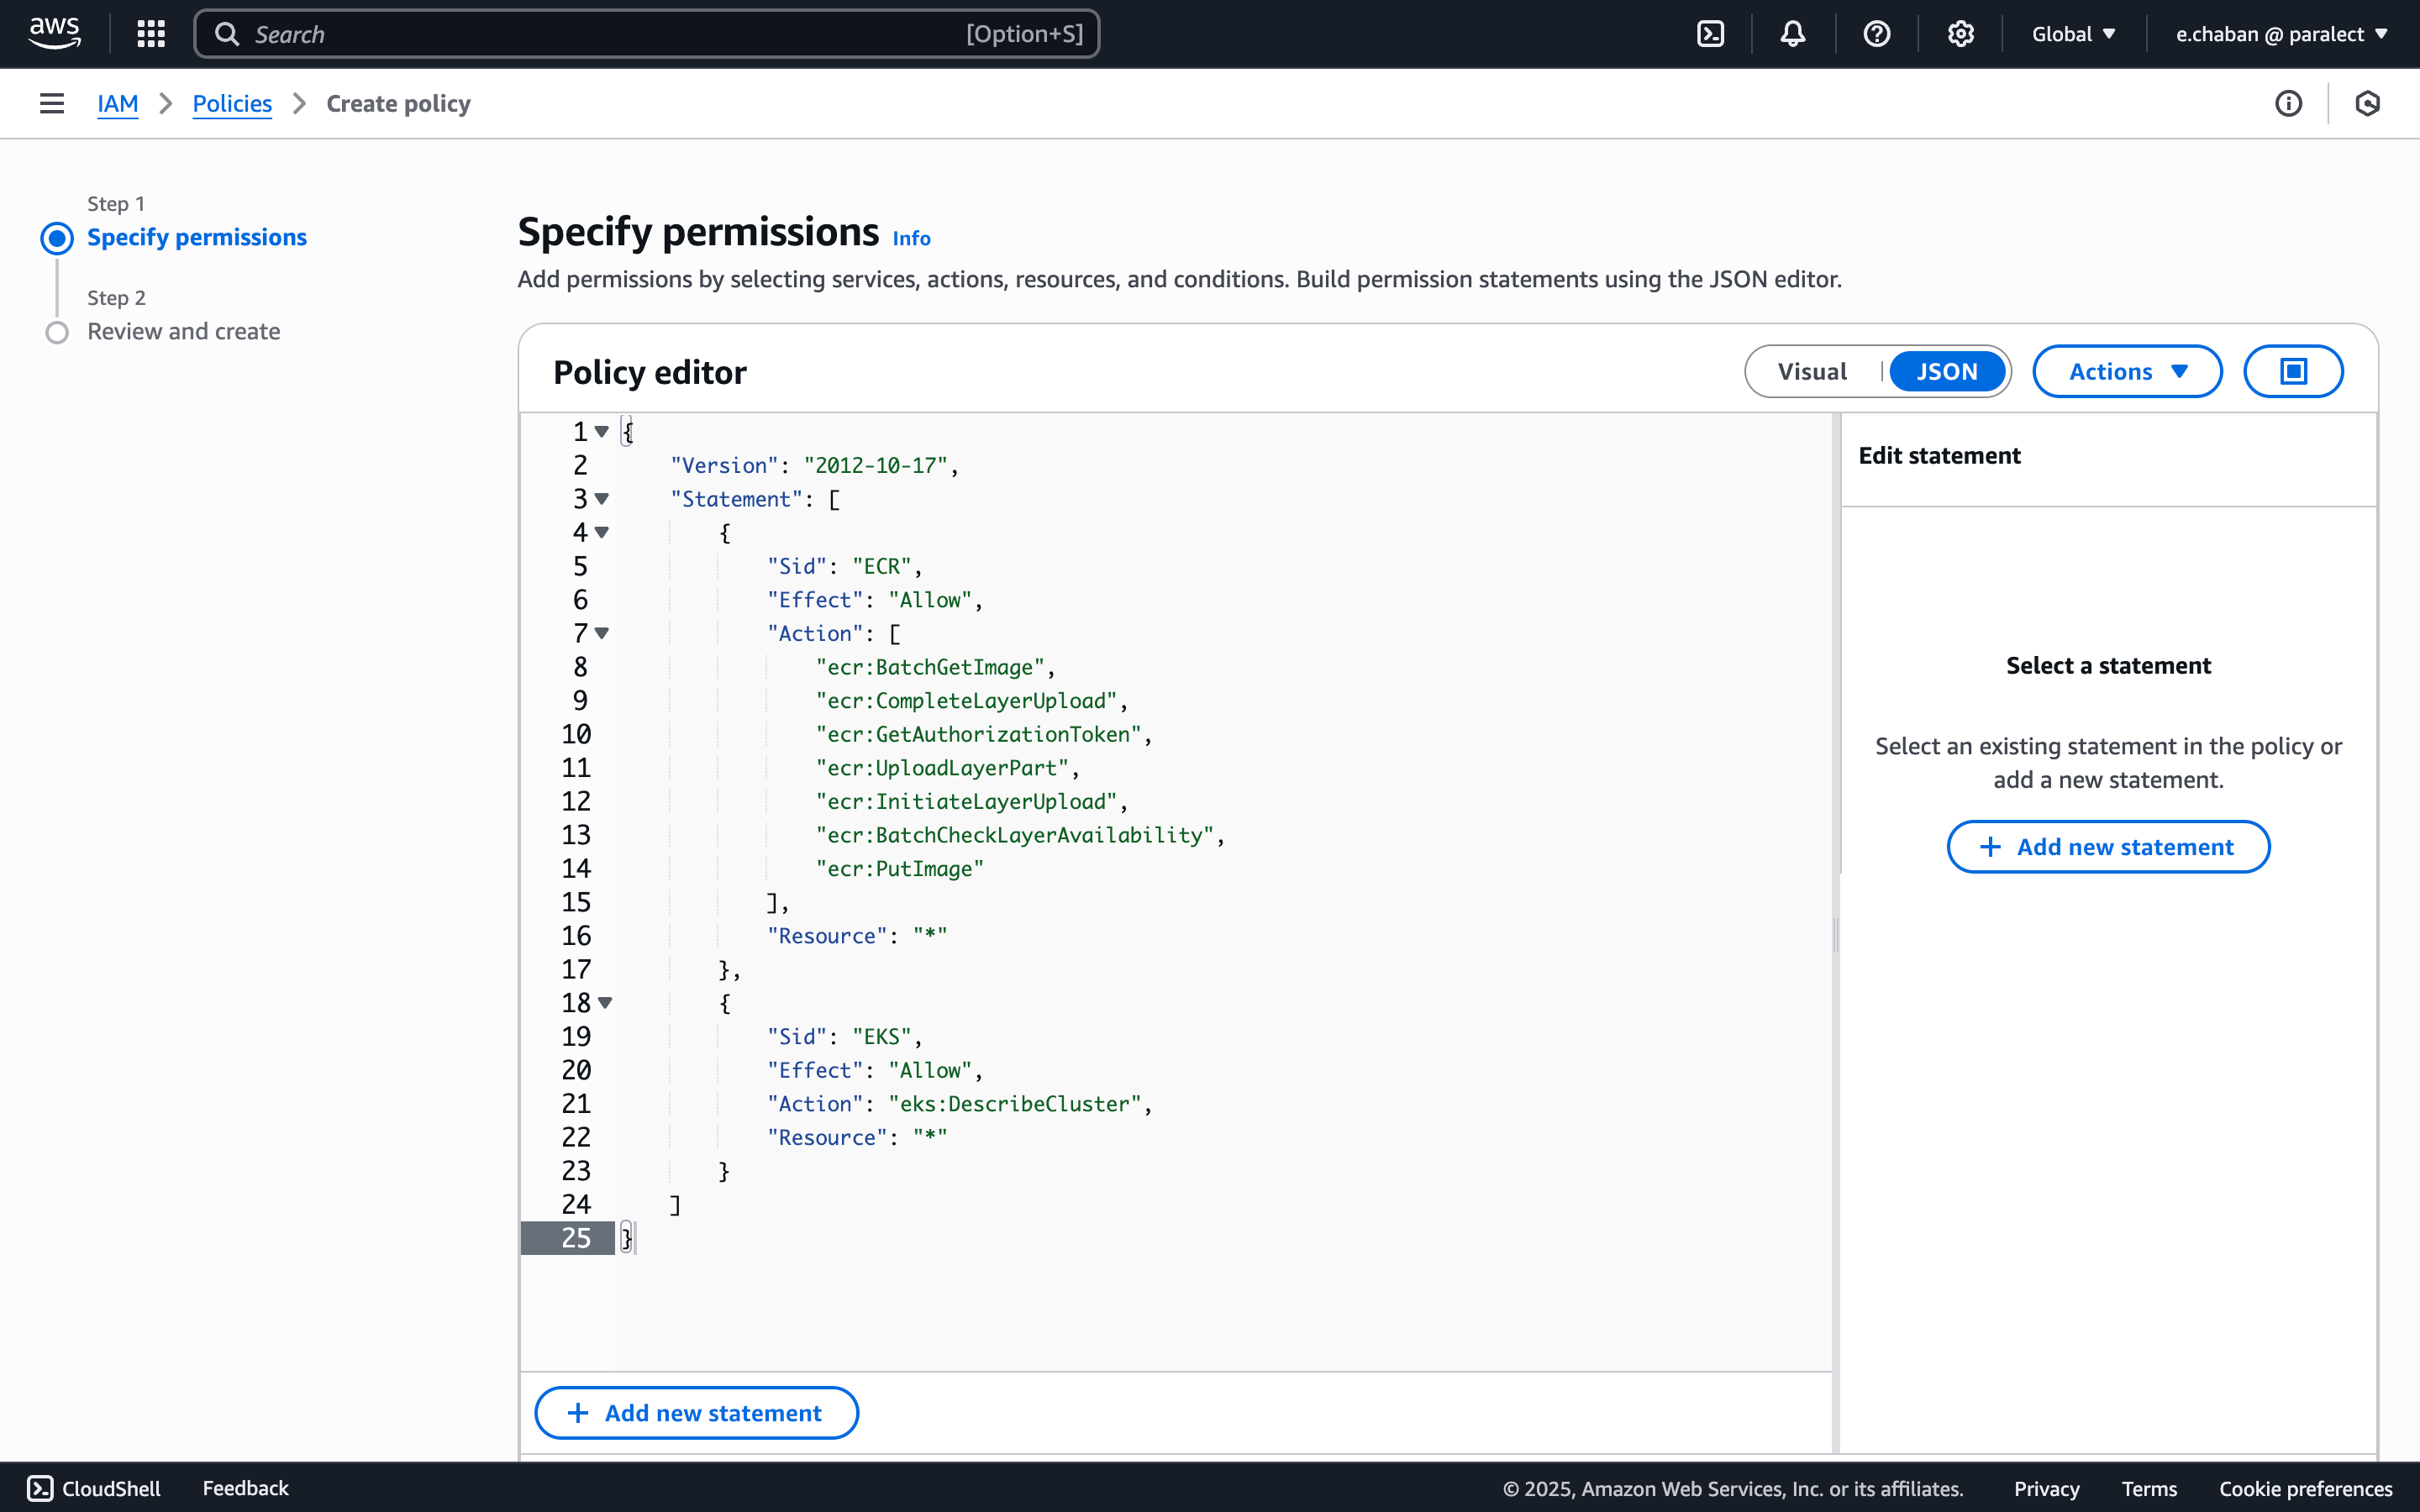 aws
Search [Option+S]
Global e.chaban @ paralect
IAM Policies Create policy
Step 1
Specify permissions
Step 2
Review and create
Specify permissions Info
Add permissions by selecting services, actions, resources, and conditions. Build permission statements using the JSON editor.
Policy editor
Visual JSON Actions
1 {
2 "Version": "2012-10-17",
3 "Statement": [
4 {
5 "Sid": "ECR",
6 "Effect": "Allow",
7 "Action": [
8 "ecr:BatchGetImage",
9 "ecr:CompleteLayerUpload",
10 "ecr:GetAuthorizationToken",
11 "ecr:UploadLayerPart",
12 "ecr:InitiateLayerUpload",
13 "ecr:BatchCheckLayerAvailability",
14 "ecr:PutImage"
15 ],
16 "Resource": "*"
17 },
18 {
19 "Sid": "EKS",
20 "Effect": "Allow",
21 "Action": "eks:DescribeCluster",
22 "Resource": "*"
23 }
24 ]
25 }
+ Add new statement
Edit statement
Select a statement
Select an existing statement in the policy or
add a new statement.
+ Add new statement
CloudShell Feedback © 2025, Amazon Web Services, Inc. or its affiliates. Privacy Terms Cookie preferences